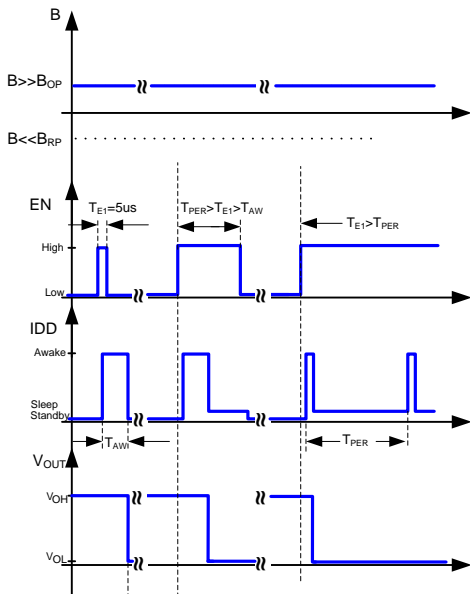 B
B>>BOP
B<<BRP
EN
TE1=5us
TPER>TE1>TAW
TE1>TPER
High
Low
IDD
Awake
Sleep
Standby
TAW
TPER
VOUT
VOH
VOL